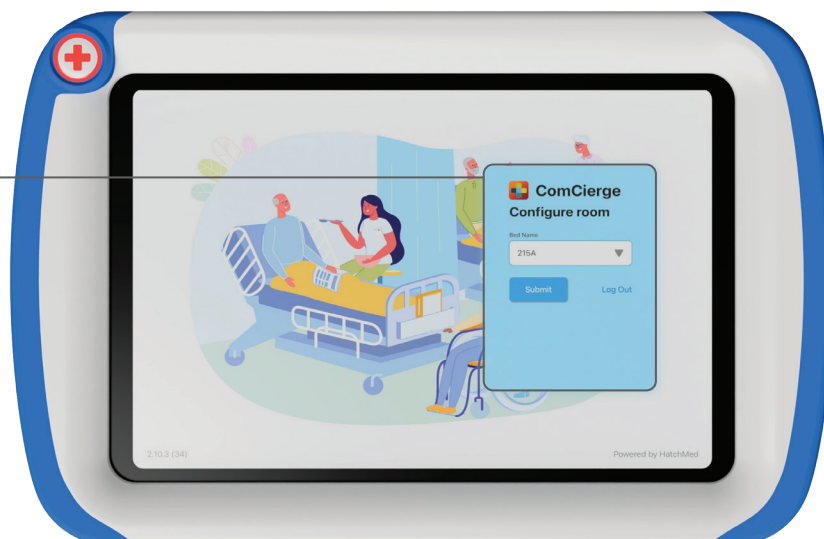 ComCierge
Configure room
Bed Name
215A
Submit
Log Out
2.10.3 (34)
Powered by HatchMed